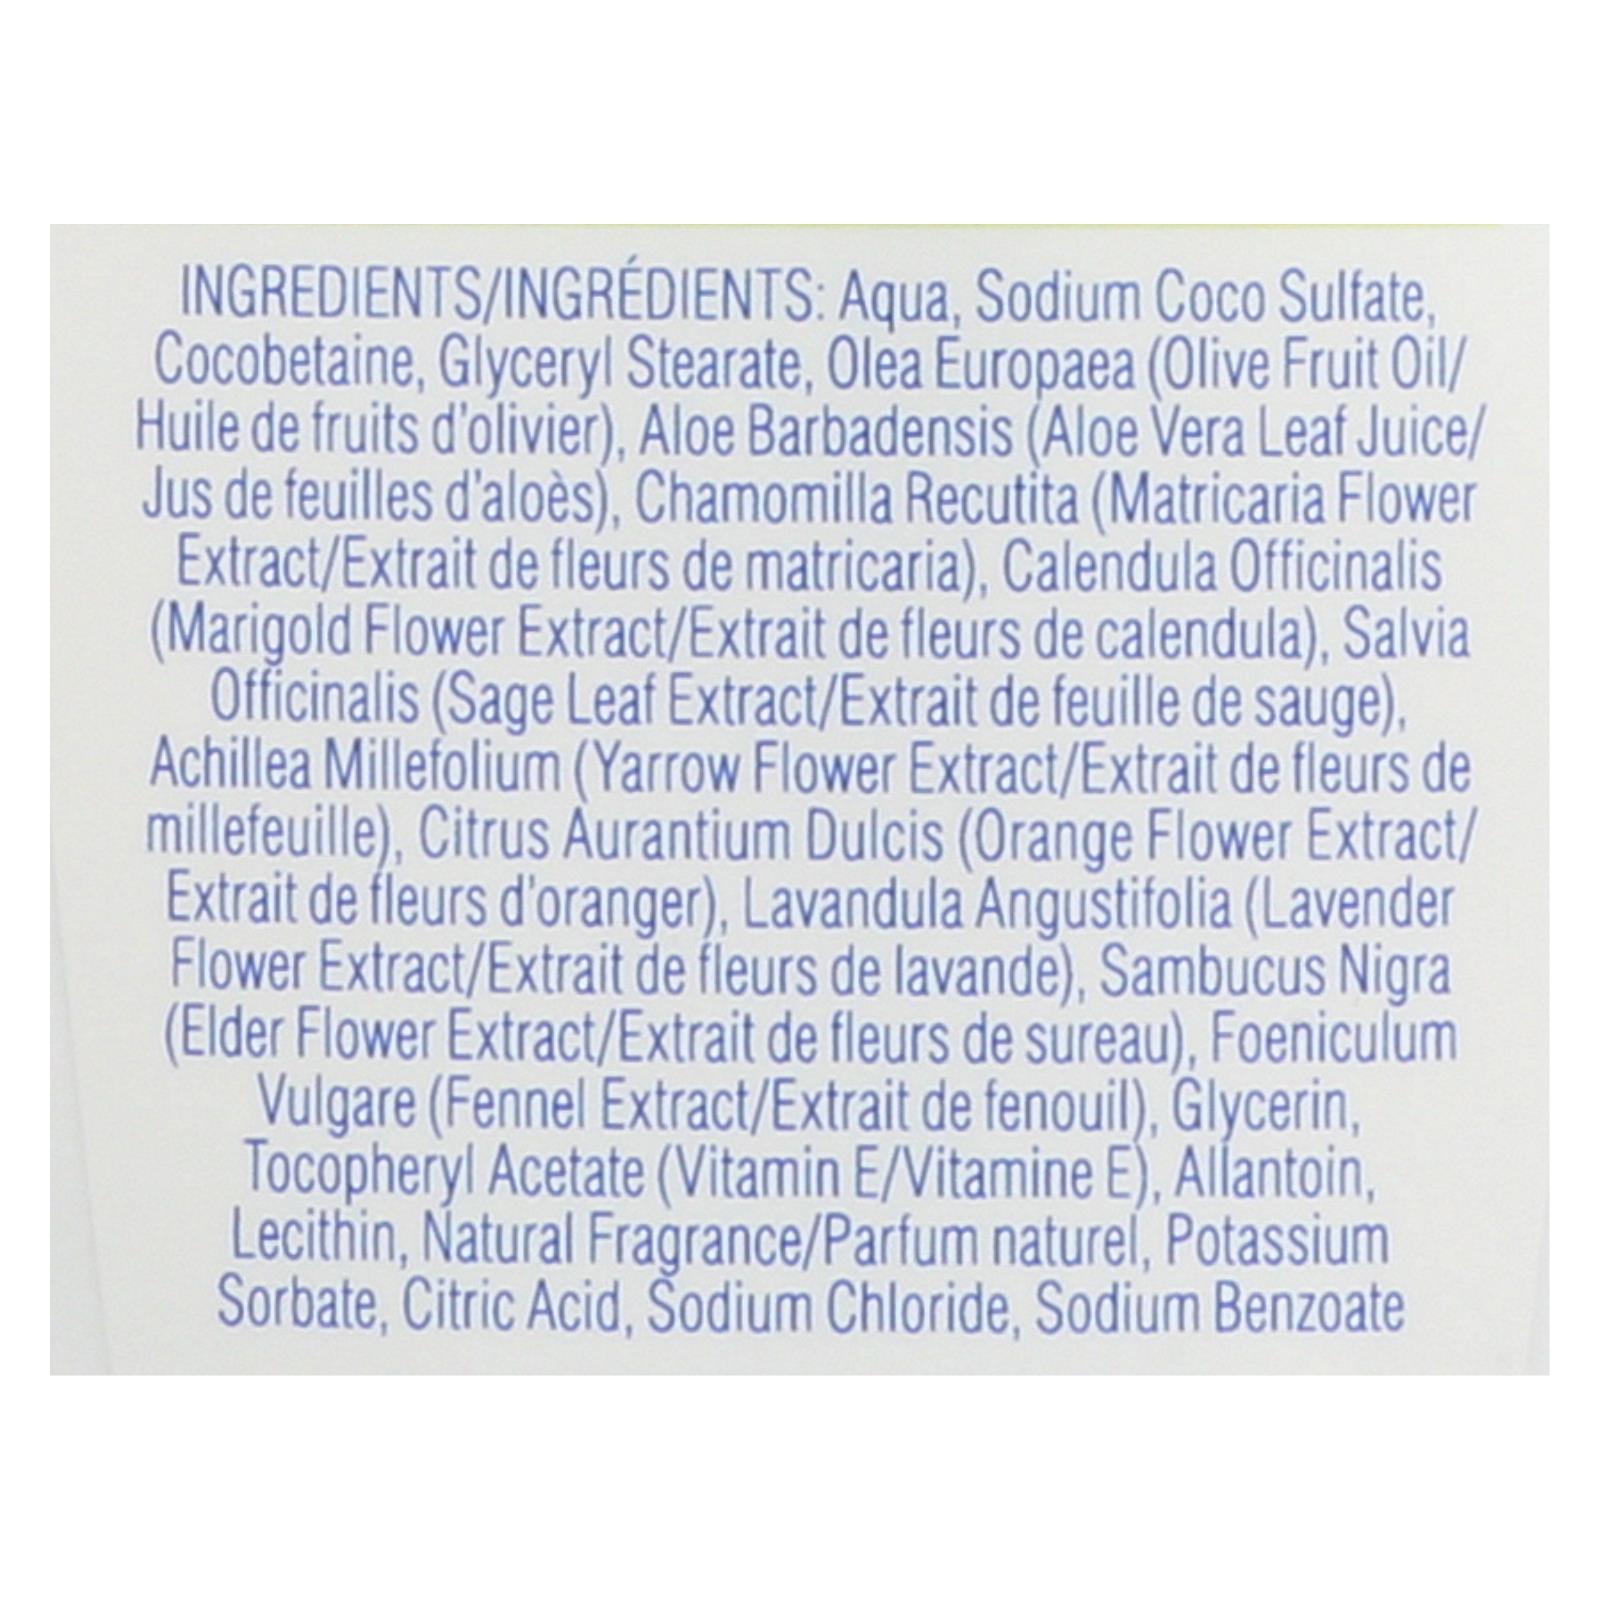 INGREDIENTS/INGRÉDIENTS: Aqua, Sodium Coco Sulfate,
Cocobetaine, Glyceryl Stearate, Olea Europaea (Olive Fruit Oil/
Huile de fruits d'olivier), Aloe Barbadensis (Aloe Vera Leaf Juice/
Jus de feuilles d'aloès), Chamomilla Recutita (Matricaria Flower
Extract/Extrait de fleurs de matricaria), Calendula Officinalis
(Marigold Flower Extract/Extrait de fleurs de calendula), Salvia
Officinalis (Sage Leaf Extract/Extrait de feuille de sauge),
Achillea Millefolium (Yarrow Flower Extract/Extrait de fleurs de
millefeuille), Citrus Aurantium Dulcis (Orange Flower Extract/
Extrait de fleurs d'oranger), Lavandula Angustifolia (Lavender
Flower Extract/Extrait de fleurs de lavande), Sambucus Nigra
(Elder Flower Extract/Extrait de fleurs de sureau), Foeniculum
Vulgare (Fennel Extract/Extrait de fenouil), Glycerin,
Tocopheryl Acetate (Vitamin E/Vitamine E), Allantoin,
Lecithin, Natural Fragrance/Parfum naturel, Potassium
Sorbate, Citric Acid, Sodium Chloride, Sodium Benzoate